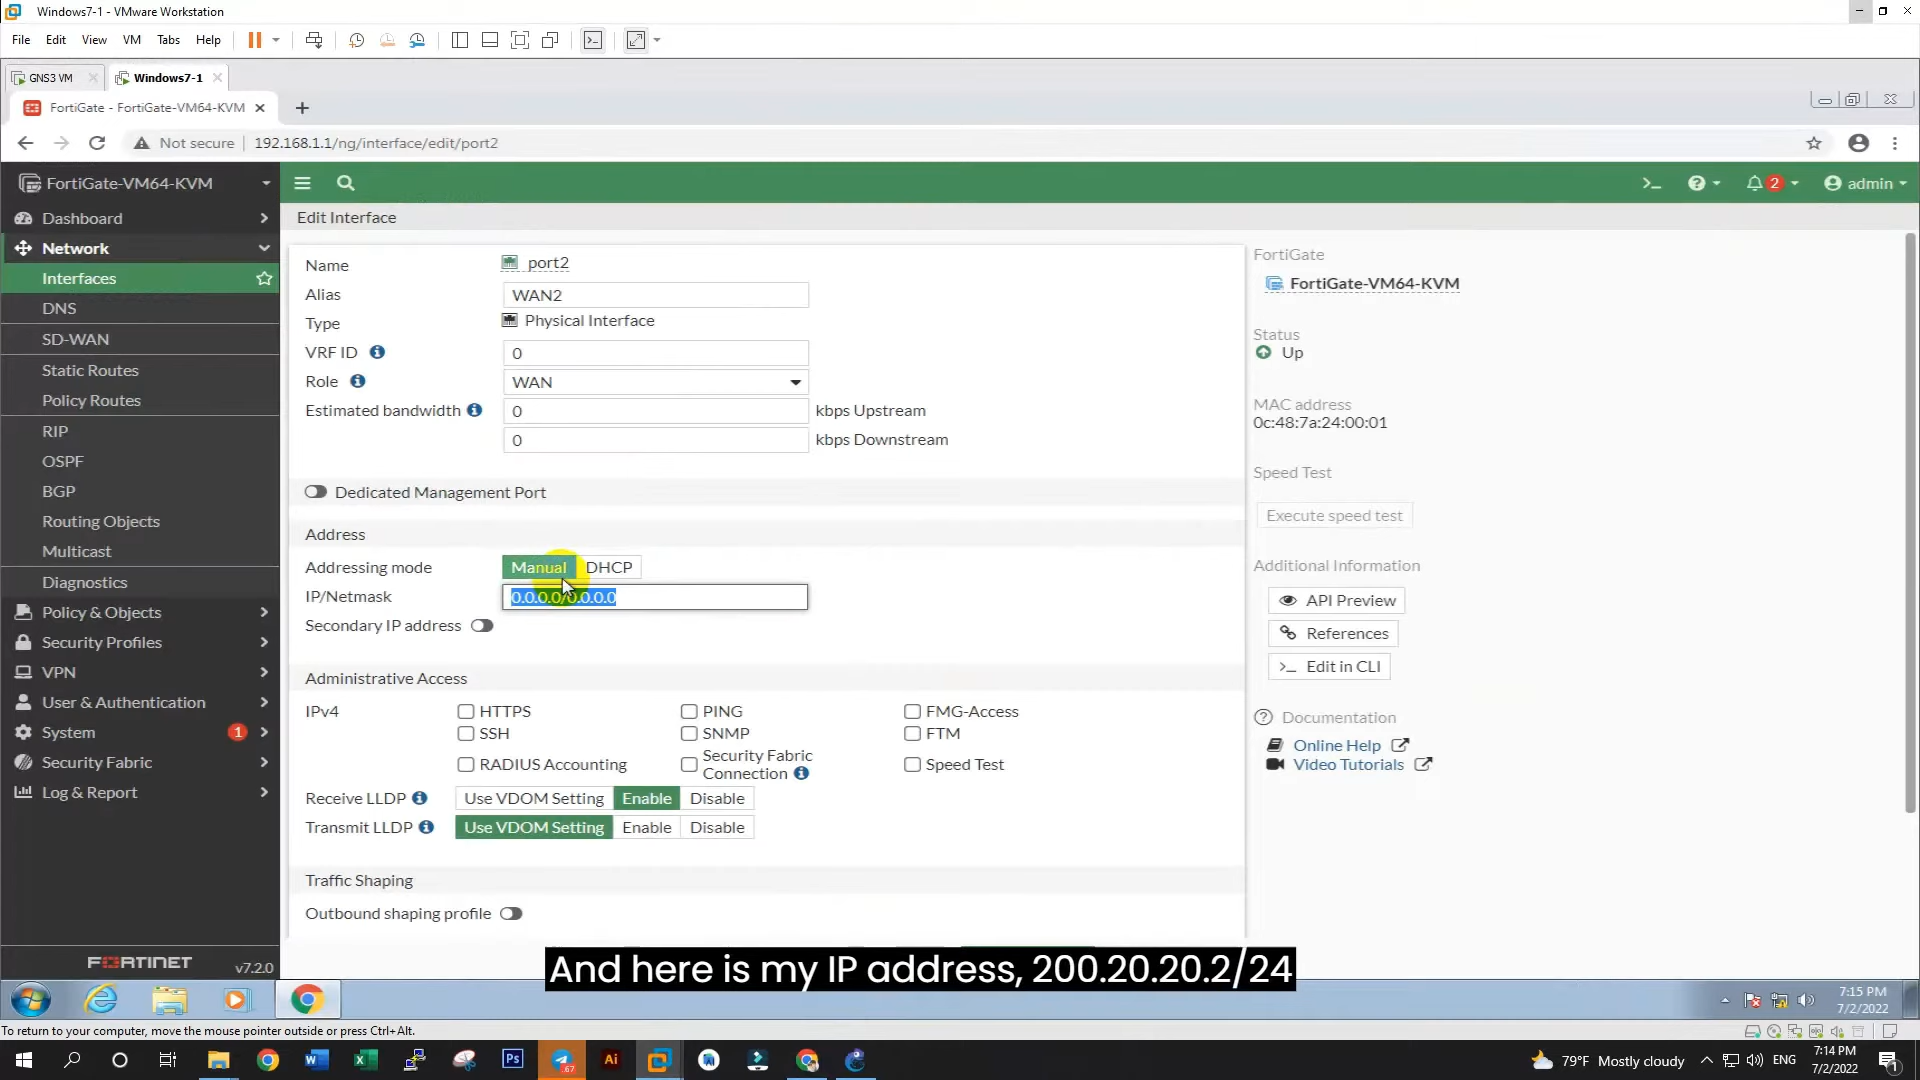 Windows7-1 - VMware Workstation
File Edit View VM Tabs Help
GNS3 VM
Windows7-1
FortiGate - FortiGate-VM64-KVM
Not secure 192.168.1.1/ng/interface/edit/port2
FortiGate-VM64-KVM
2
admin
Dashboard
Network
Interfaces
DNS
SD-WAN
Static Routes
Policy Routes
RIP
OSPF
BGP
Routing Objects
Multicast
Diagnostics
Policy & Objects
Security Profiles
VPN
User & Authentication
System 1
Security Fabric
Log & Report
FORTINET v7.2.0
Edit Interface
Name port2
Alias WAN2
Type Physical Interface
VRF ID 0
Role WAN
Estimated bandwidth 0 kbps Upstream
0 kbps Downstream
Dedicated Management Port
Address
Addressing mode Manual DHCP
IP/Netmask 0.0.0.0/0.0.0.0
Secondary IP address
Administrative Access
IPv4 HTTPS PING FMG-Access
SSH SNMP FTM
RADIUS Accounting Security Fabric Connection Speed Test
Receive LLDP Use VDOM Setting Enable Disable
Transmit LLDP Use VDOM Setting Enable Disable
Traffic Shaping
Outbound shaping profile
FortiGate
FortiGate-VM64-KVM
Status
Up
MAC address
0c:48:7a:24:00:01
Speed Test
Execute speed test
Additional Information
API Preview
References
>_ Edit in CLI
Documentation
Online Help
Video Tutorials
And here is my IP address, 200.20.20.2/24
7:15 PM
7/2/2022
To return to your computer, move the mouse pointer outside or press Ctrl+Alt.
Ps
67
Ai
79°F Mostly cloudy
ENG
7:14 PM
7/2/2022
1